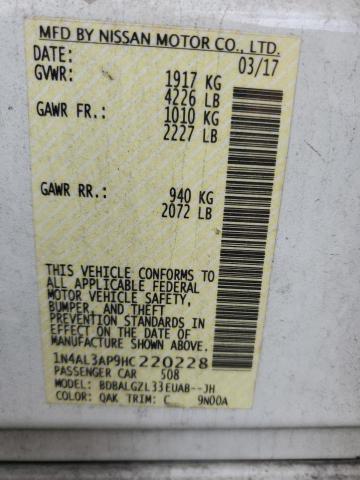 MFD BY NISSAN MOTOR CO., LTD.
DATE: 03/17
GVWR: 1917 KG
4226 LB
GAWR FR.: 1010 KG
2227 LB
GAWR RR.: 940 KG
2072 LB
THIS VEHICLE CONFORMS TO
ALL APPLICABLE FEDERAL
MOTOR VEHICLE SAFETY,
BUMPER, AND THEFT
PREVENTION STANDARDS IN
EFFECT ON THE DATE OF
MANUFACTURE SHOWN ABOVE.
1N4AL3AP9HC220228
PASSENGER CAR 508
MODEL: BDBALGZL33EUAB--JH
COLOR: QAK TRIM: C 9N00A